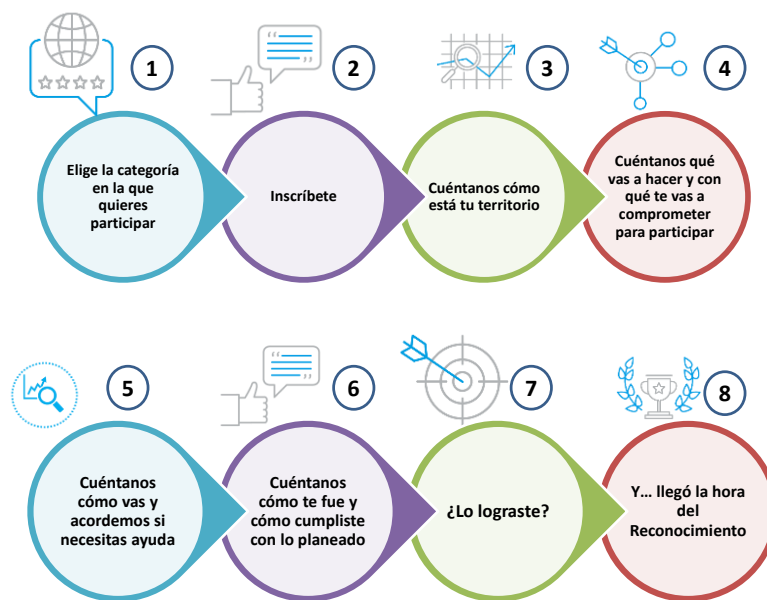 1
2
3
4
Elige la categoría
en la que
quieres
participar
Inscríbete
Cuéntanos cómo
está tu territorio
Cuéntanos qué
vas a hacer y con
qué te vas a
comprometer
para participar
5
6
7
8
Cuéntanos
cómo vas y
acordemos si
necesitas ayuda
Cuéntanos
cómo te fue y
cómo cumpliste
con lo planeado
¿Lo lograste?
Y... llegó la hora
del
Reconocimiento